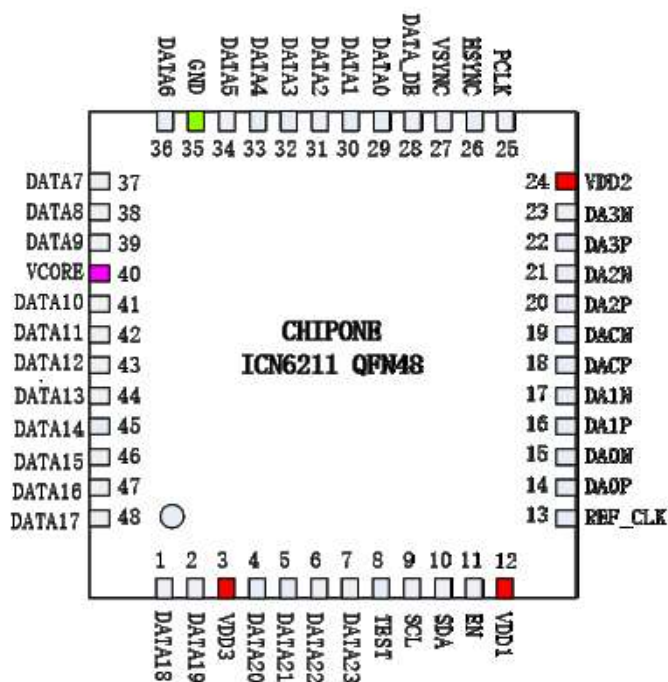 DATA6 GND DATA5 DATA4 DATA3 DATA2 DATA1 DATA0 DATA_DE VSYNC HSYNC PCLK
36 35 34 33 32 31 30 29 28 27 26 25
DATA7 37
DATA8 38
DATA9 39
VCORE 40
DATA10 41
DATA11 42
DATA12 43
DATA13 44
DATA14 45
DATA15 46
DATA16 47
DATA17 48
CHIPONE
ICN6211 QFN48
24 VDD2
23 DA3N
22 DA3P
21 DA2N
20 DA2P
19 DACN
18 DACP
17 DA1N
16 DA1P
15 DA0N
14 DA0P
13 REF_CLK
1 2 3 4 5 6 7 8 9 10 11 12
DATA18 DATA19 VDD3 DATA20 DATA21 DATA22 DATA23 TEST SCL SDA EN VDD1